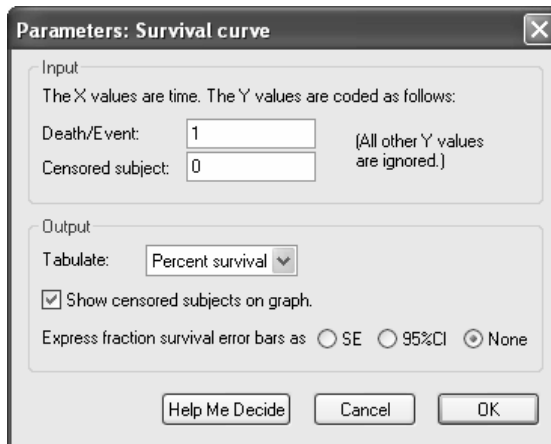 Parameters: Survival curve
Input
The X values are time. The Y values are coded as follows:
Death/Event: 1
(All other Y values
Censored subject: 0
are ignored.)
Output
Tabulate: Percent survival
Show censored subjects on graph.
Express fraction survival error bars as SE 95%CI None
Help Me Decide Cancel OK